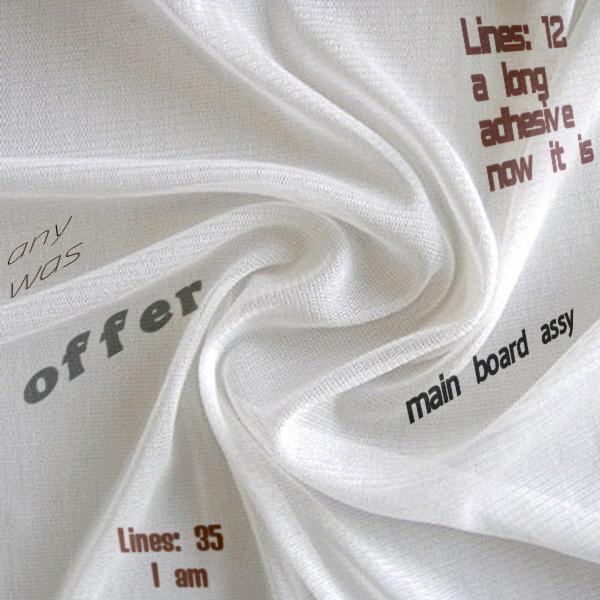 Lines: 12
a long
adhesive
now it is
any
was
offer
main board assy
Lines: 35
I am